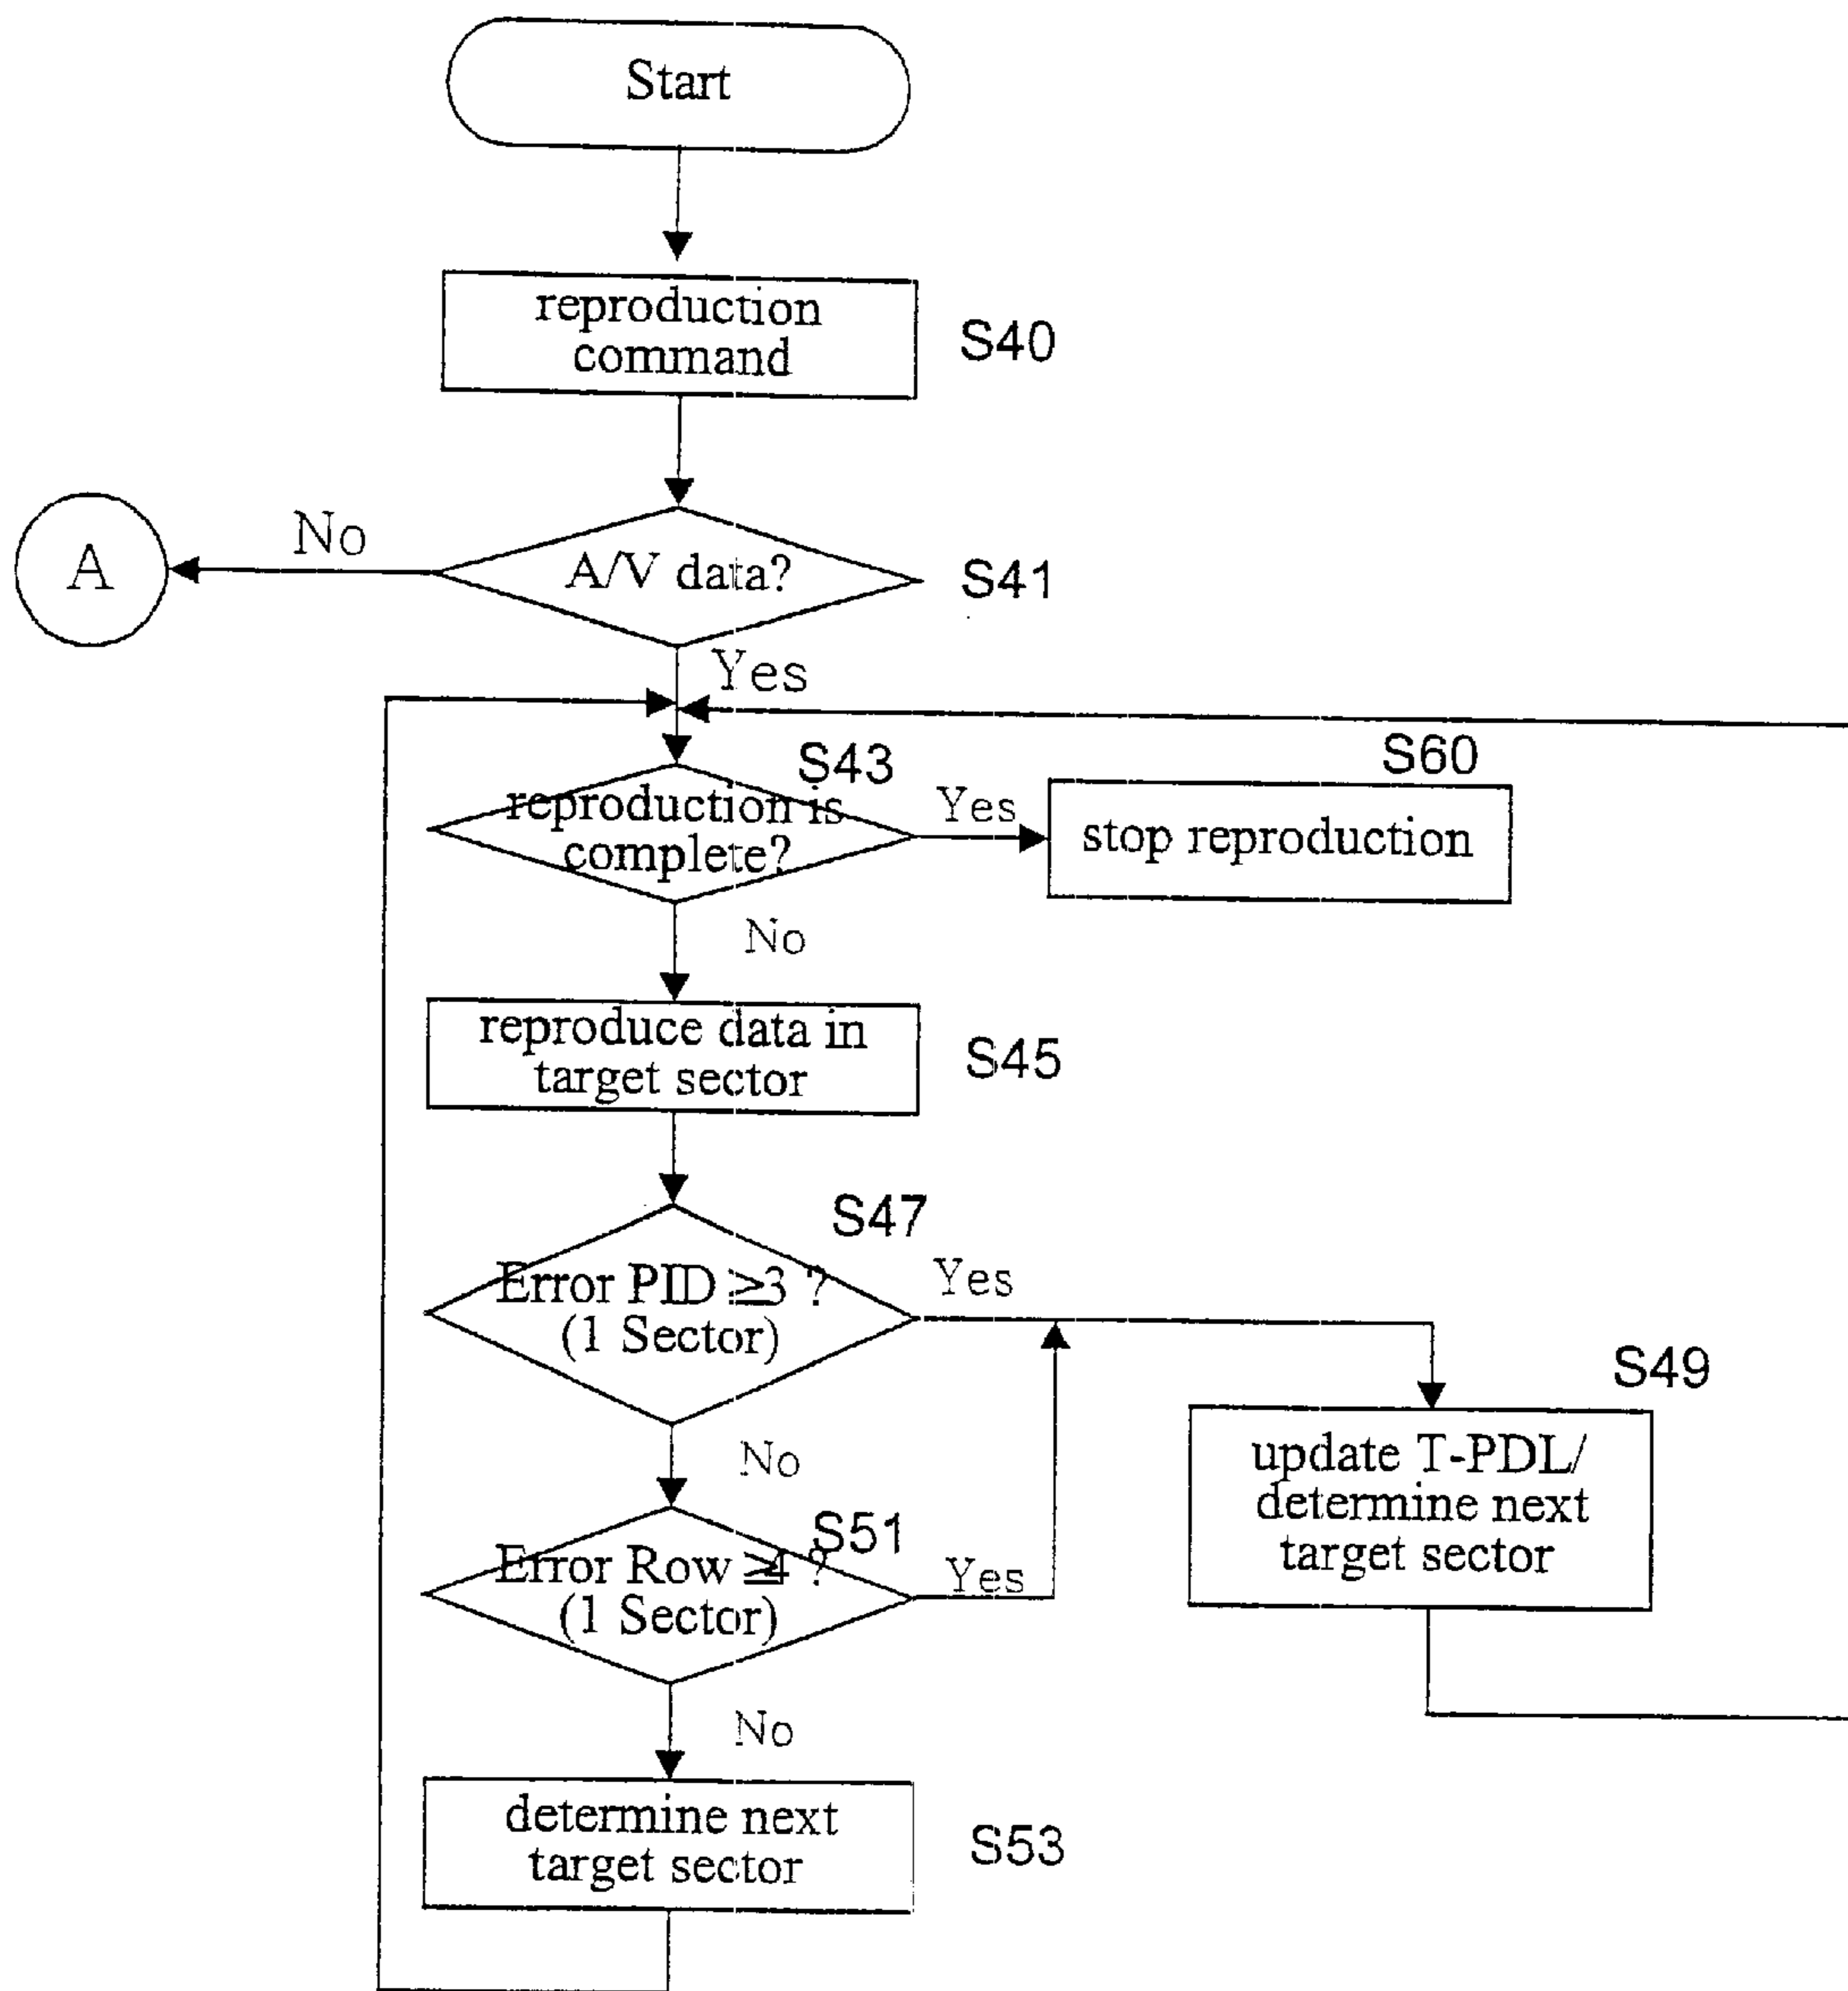 Start
reproduction
command
S40
A
No
A/V data?
S41
Yes
S43
reproduction is
complete?
Yes
S60
stop reproduction
No
reproduce data in
target sector
S45
S47
Error PID ≥3 ?
(1 Sector)
Yes
No
S49
update T-PDL/
determine next
target sector
S51
Error Row ≥4 ?
(1 Sector)
Yes
No
determine next
target sector
S53